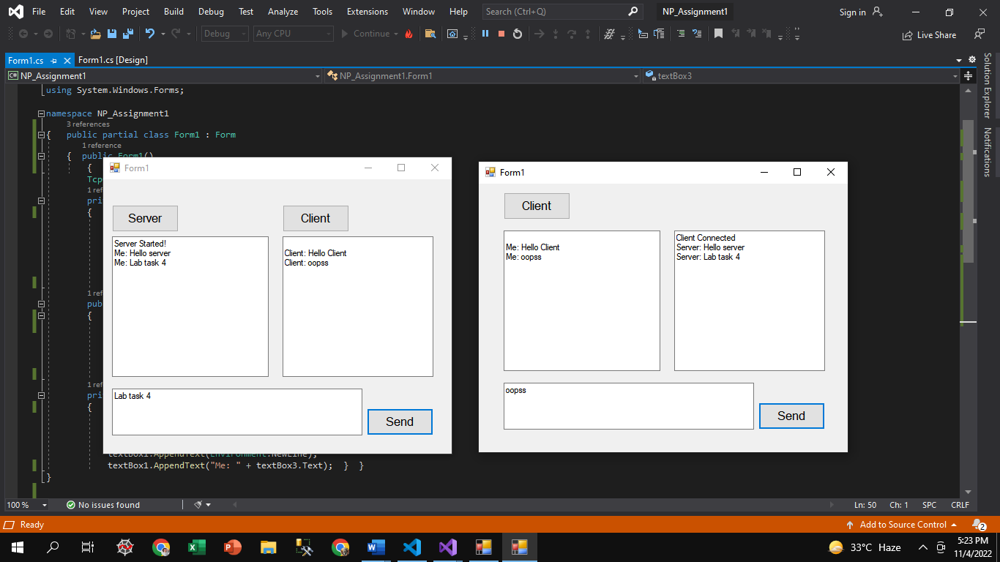 File Edit View Project Build Debug Test Analyze Tools Extensions Window Help Search (Ctrl+Q) NP_Assignment1 Sign in
Debug Any CPU Continue Live Share
Form1.cs Form1.cs [Design]
C# NP_Assignment1 NP_Assignment1.Form1 textBox3
Solution Explorer
Notifications
using System.Windows.Forms;
namespace NP_Assignment1
3 references
{ public partial class Form1 : Form
1 reference
{ public Form1()
{
Tcp
1 ref
pri
{
1 ref
pub
{
1 ref
pri
{
textBox1.AppendText(Environment.NewLine);
textBox1.AppendText("Me: " + textBox3.Text); } }
}
Form1
Server Client
Server Started!
Me: Hello server
Me: Lab task 4
Client: Hello Client
Client: oopss
Lab task 4
Send
Form1
Client
Me: Hello Client
Me: oopss
Client Connected
Server: Hello server
Server: Lab task 4
oopss
Send
100 % No issues found Ln: 50 Ch: 1 SPC CRLF
Ready Add to Source Control 2
33°C Haze 5:23 PM
11/4/2022